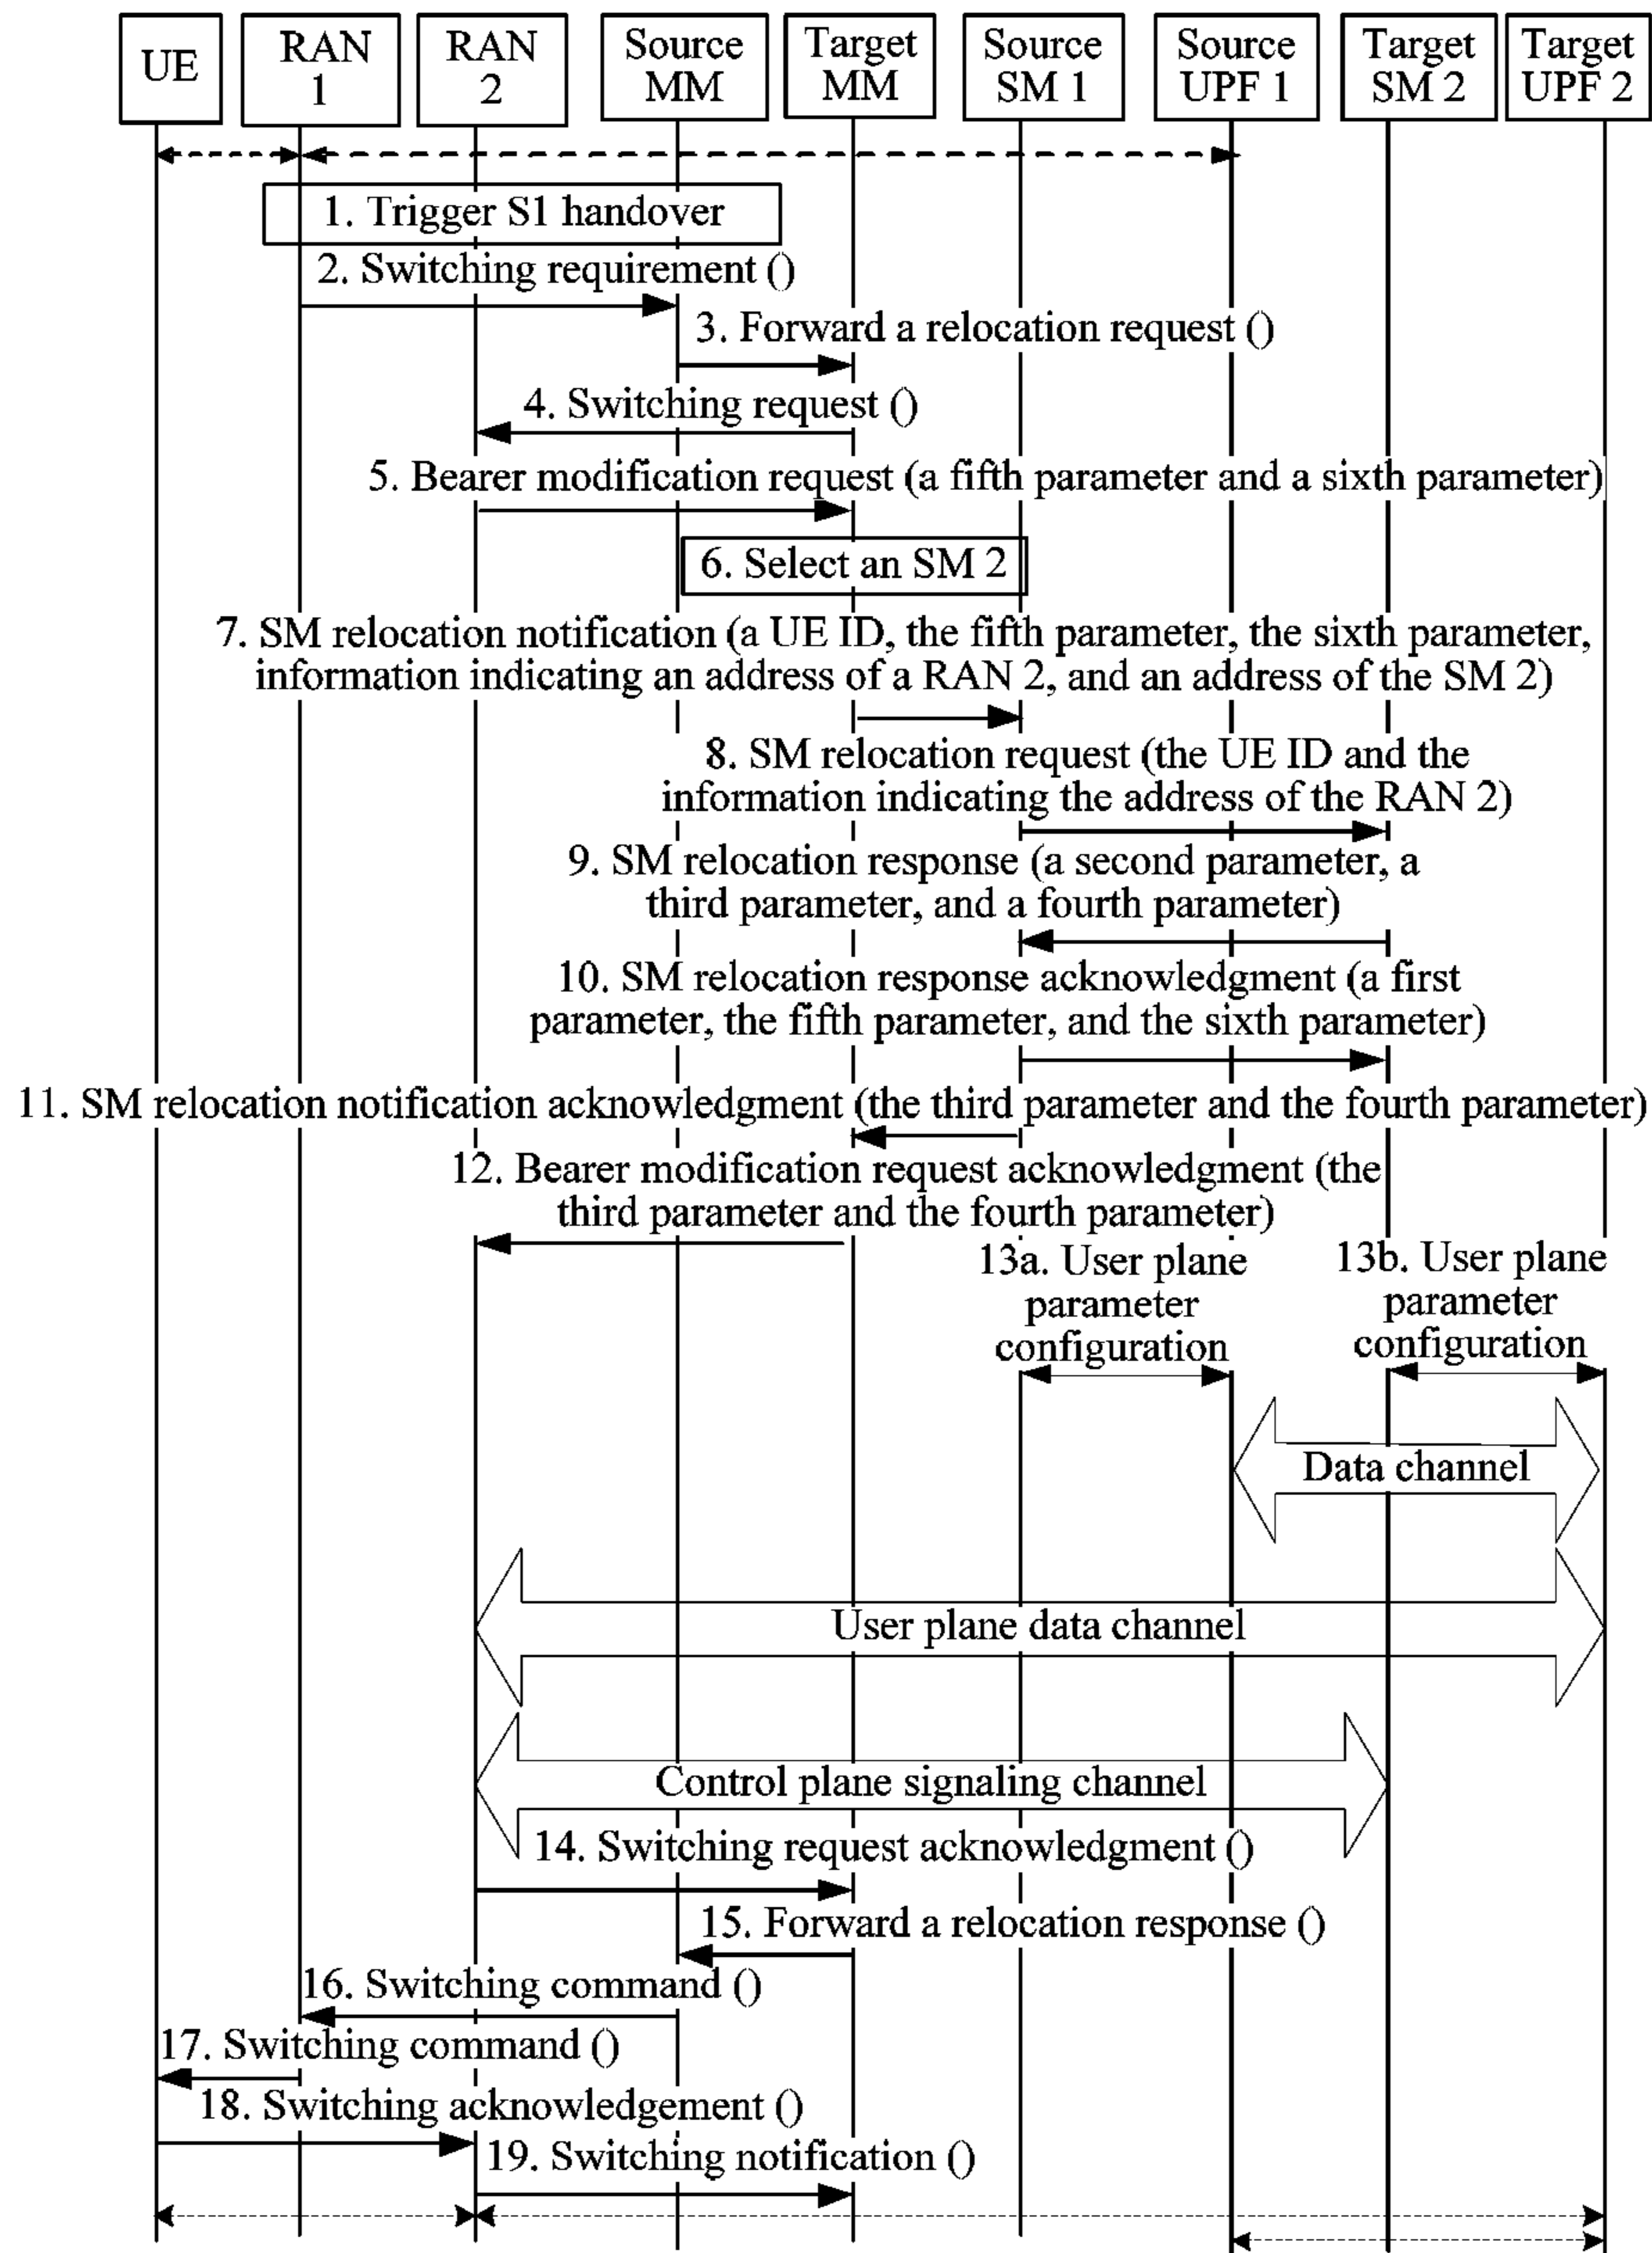 UE
RAN
1
RAN
2
Source
MM
Target
MM
Source
SM 1
Source
UPF 1
Target
SM 2
Target
UPF 2
1. Trigger S1 handover
2. Switching requirement ()
3. Forward a relocation request ()
4. Switching request ()
5. Bearer modification request (a fifth parameter and a sixth parameter)
6. Select an SM 2
7. SM relocation notification (a UE ID, the fifth parameter, the sixth parameter,
information indicating an address of a RAN 2, and an address of the SM 2)
8. SM relocation request (the UE ID and the
information indicating the address of the RAN 2)
9. SM relocation response (a second parameter, a
third parameter, and a fourth parameter)
10. SM relocation response acknowledgment (a first
parameter, the fifth parameter, and the sixth parameter)
11. SM relocation notification acknowledgment (the third parameter and the fourth parameter)
12. Bearer modification request acknowledgment (the
third parameter and the fourth parameter)
13a. User plane
parameter
configuration
13b. User plane
parameter
configuration
Data channel
User plane data channel
Control plane signaling channel
14. Switching request acknowledgment ()
15. Forward a relocation response ()
16. Switching command ()
17. Switching command ()
18. Switching acknowledgement ()
19. Switching notification ()